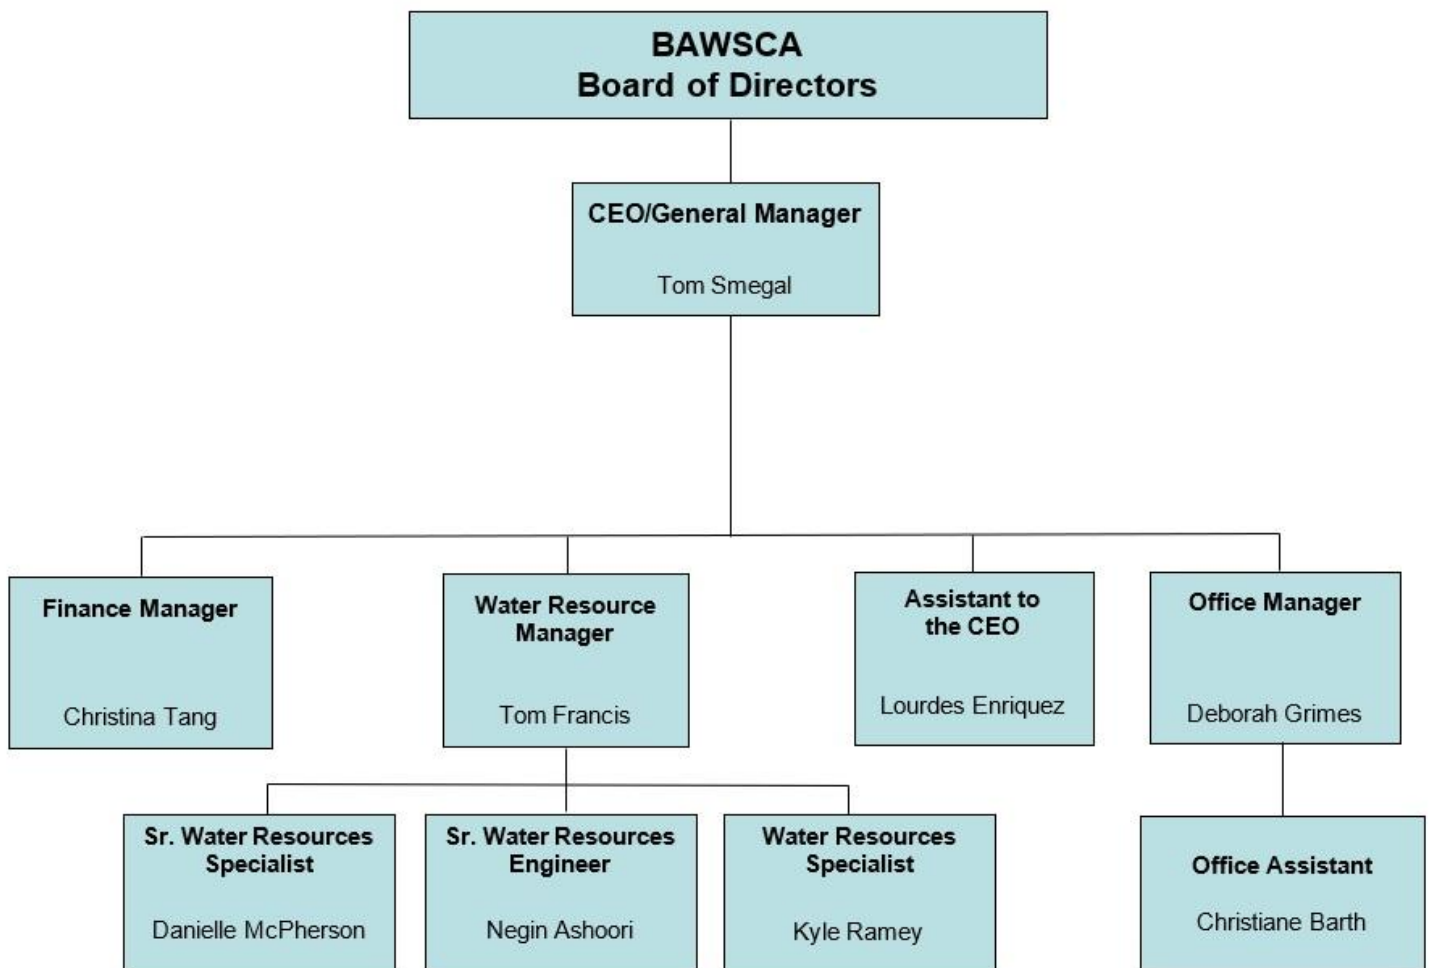 BAWSCA
Board of Directors
CEO/General Manager
Tom Smegal
Finance Manager
Christina Tang
Water Resource
Manager
Tom Francis
Assistant to
the CEO
Lourdes Enriquez
Office Manager
Deborah Grimes
Sr. Water Resources
Specialist
Danielle McPherson
Sr. Water Resources
Engineer
Negin Ashoori
Water Resources
Specialist
Kyle Ramey
Office Assistant
Christiane Barth